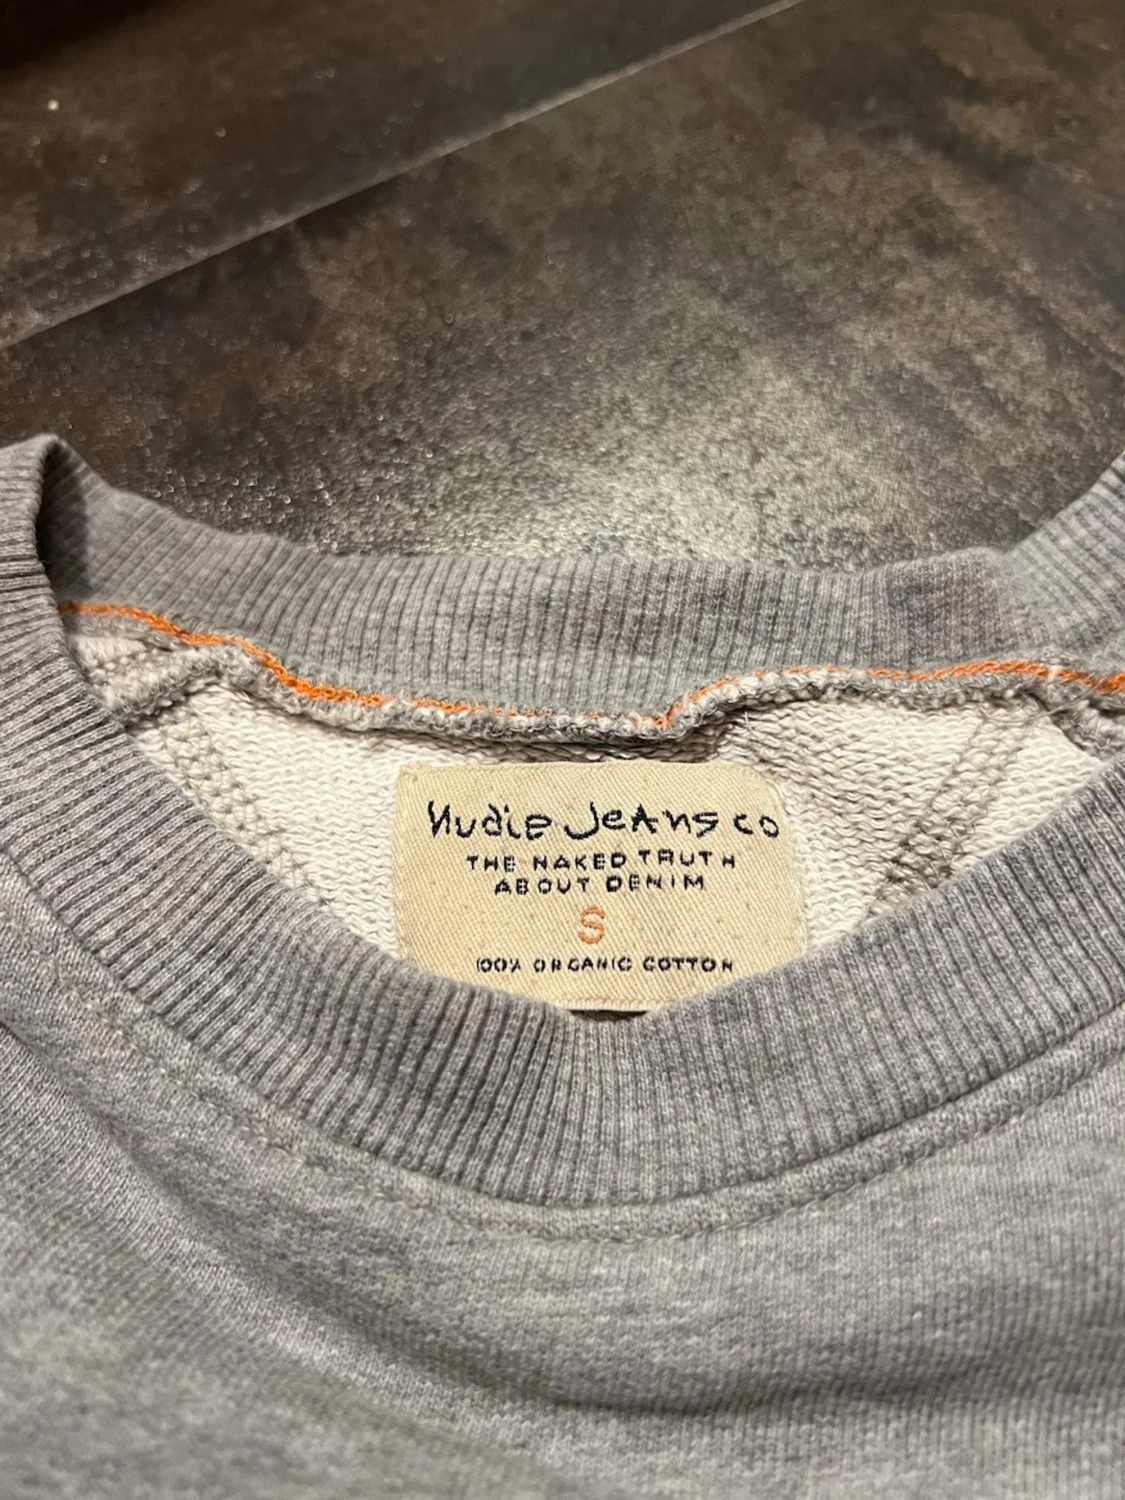 Nudie Jeans co
THE NAKED TRUTH
ABOUT DENIM
S
100% ORGANIC COTTON